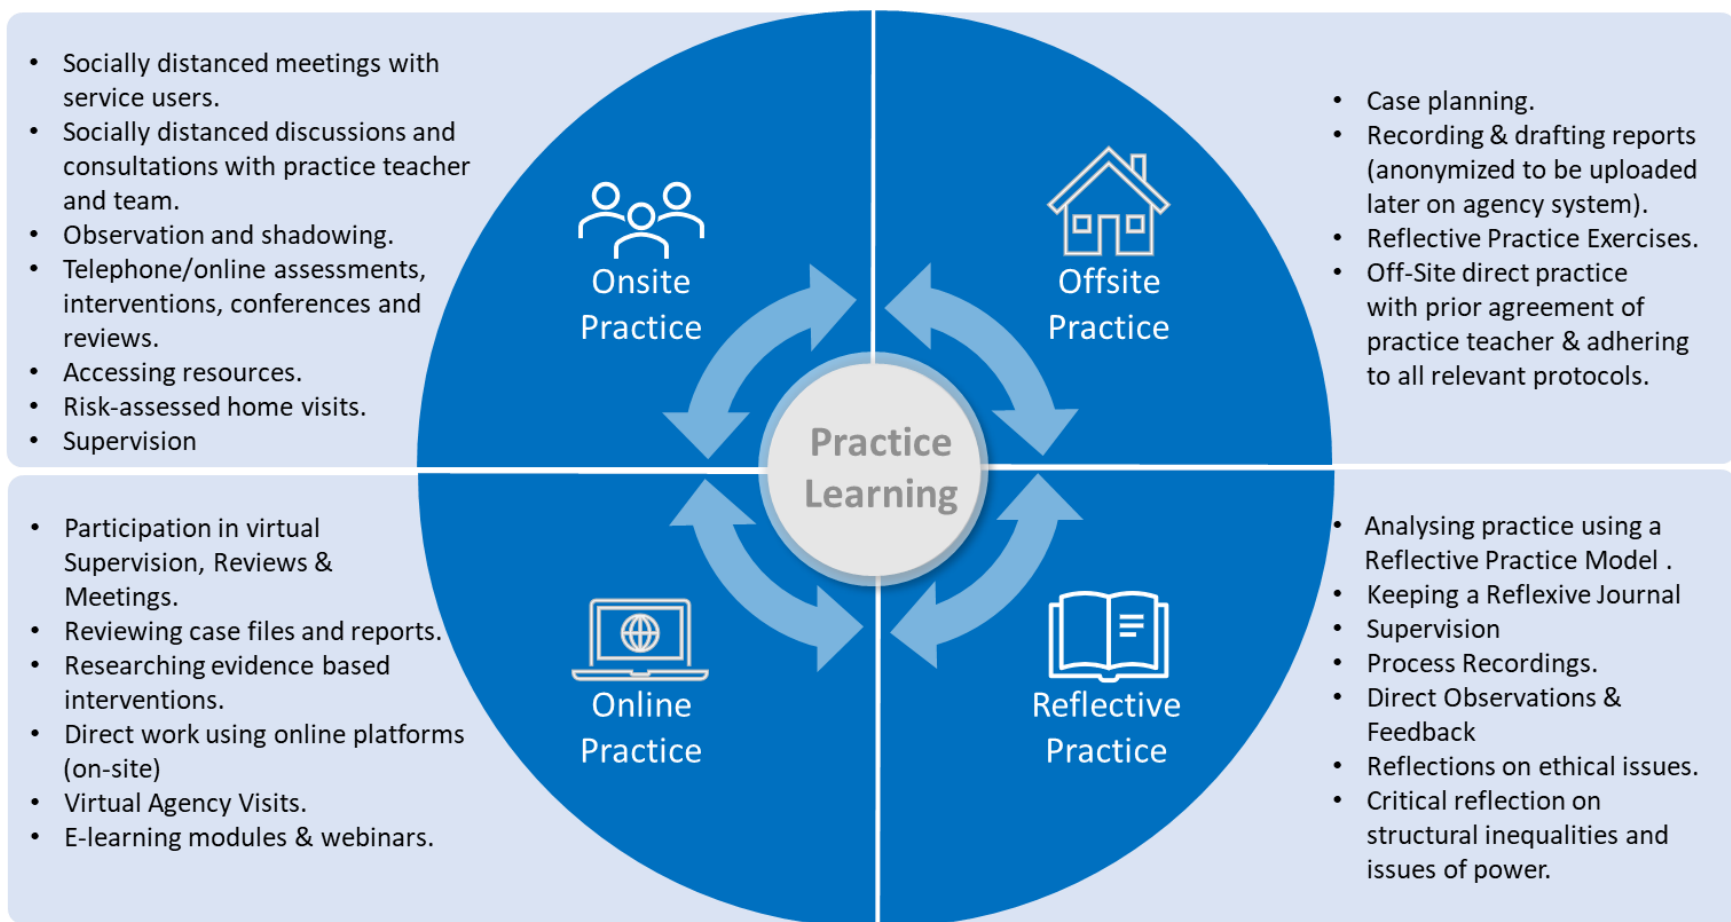 • Socially distanced meetings with
service users.
• Socially distanced discussions and
consultations with practice teacher
and team.
• Observation and shadowing.
• Telephone/online assessments,
interventions, conferences and
reviews.
• Accessing resources.
• Risk-assessed home visits.
• Supervision
Onsite
Practice
Offsite
Practice
• Case planning.
• Recording & drafting reports
(anonymized to be uploaded
later on agency system).
• Reflective Practice Exercises.
• Off-Site direct practice
with prior agreement of
practice teacher & adhering
to all relevant protocols.
Practice
Learning
• Participation in virtual
Supervision, Reviews &
Meetings.
• Reviewing case files and reports.
• Researching evidence based
interventions.
• Direct work using online platforms
(on-site)
• Virtual Agency Visits.
• E-learning modules & webinars.
Online
Practice
Reflective
Practice
• Analysing practice using a
Reflective Practice Model .
• Keeping a Reflexive Journal
• Supervision
• Process Recordings.
• Direct Observations &
Feedback
• Reflections on ethical issues.
• Critical reflection on
structural inequalities and
issues of power.